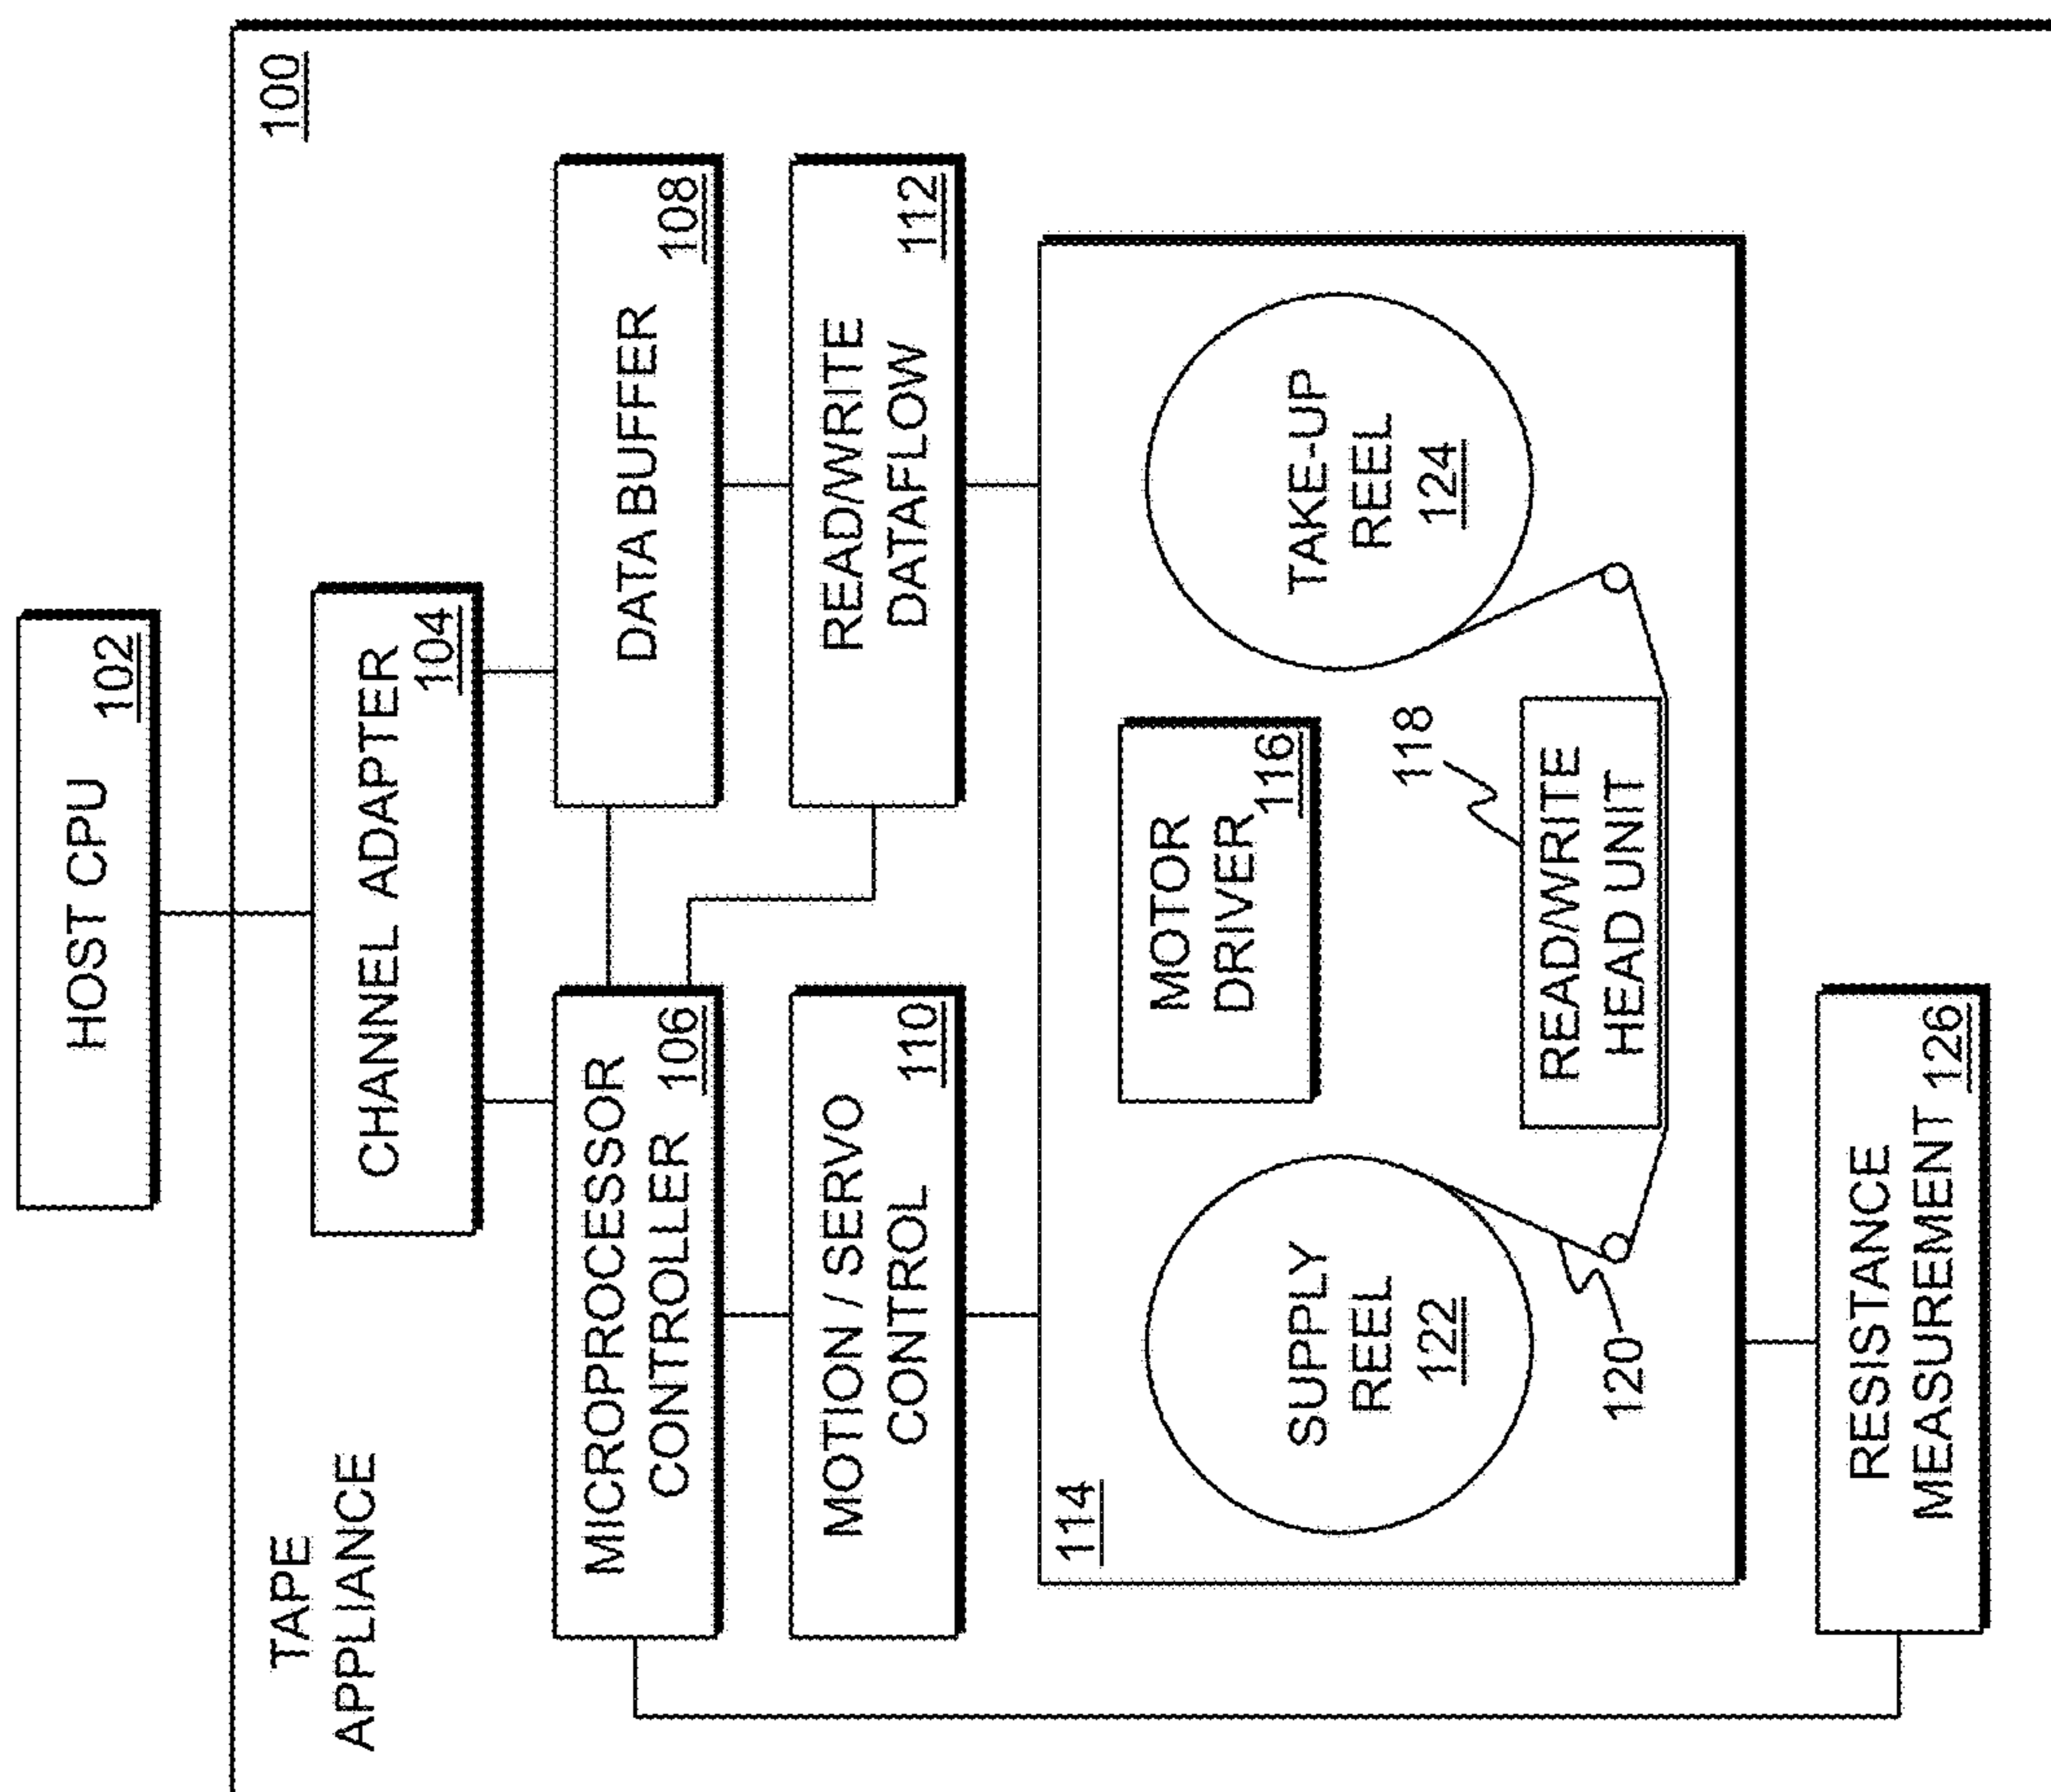 HOST CPU
102
TAPE
APPLIANCE
100
CHANNEL ADAPTER
104
MICROPROCESSOR
CONTROLLER 106
DATA BUFFER
108
MOTION / SERVO
CONTROL
110
READ/WRITE
DATAFLOW
112
114
SUPPLY
REEL
122
MOTOR
DRIVER
116
TAKE-UP
REEL
124
118
READ/WRITE
HEAD UNIT
120
RESISTANCE
MEASUREMENT 126